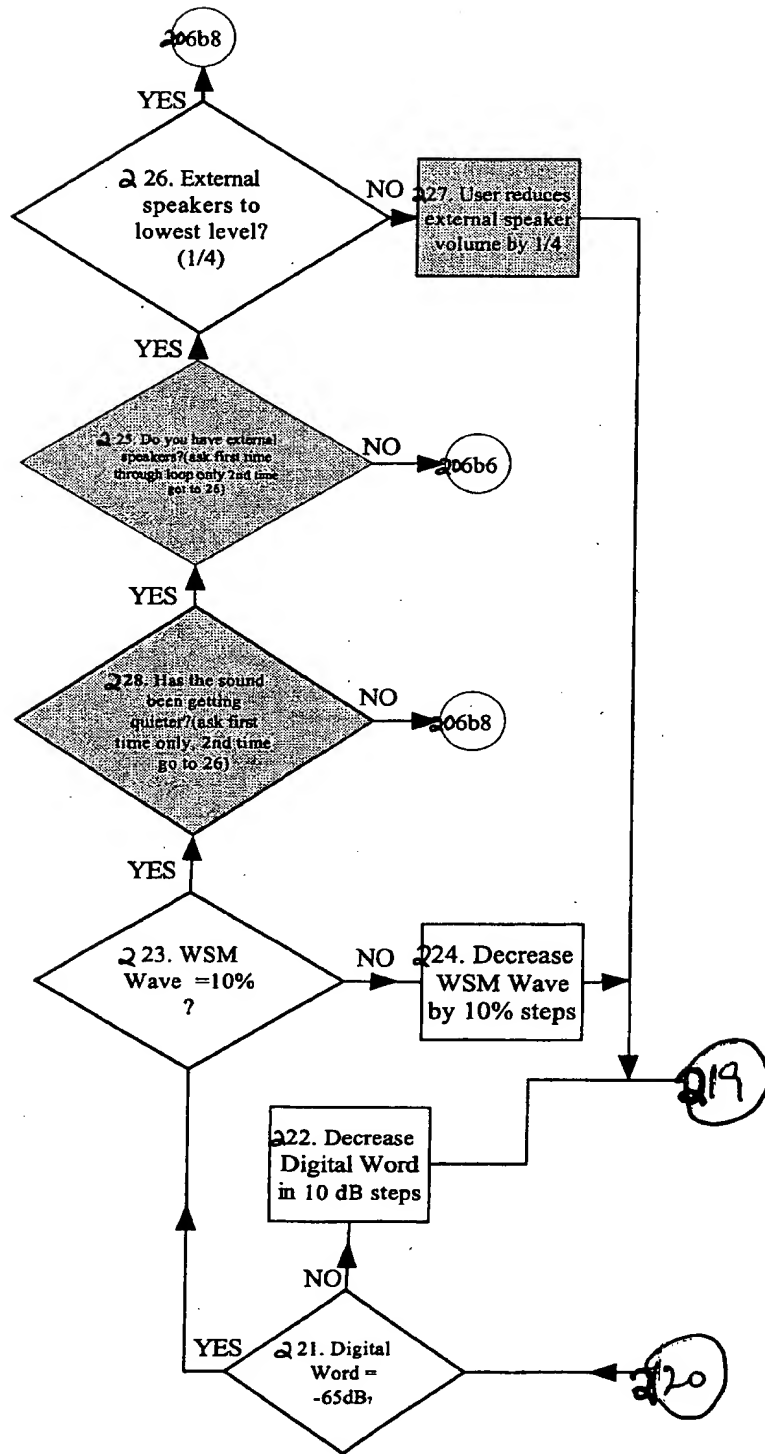 206b8
YES
226. External
speakers to
lowest level?
(1/4)
NO
227. User reduces
external speaker
volume by 1/4
YES
225. Do you have external
speakers?(ask first time
through loop only 2nd time
got to 26)
NO
206b6
YES
228. Has the sound
been getting
quieter?(ask first
time only, 2nd time
go to 26)
NO
206b8
YES
223. WSM
Wave =10%
?
NO
224. Decrease
WSM Wave
by 10% steps
219
222. Decrease
Digital Word
in 10 dB steps
NO
YES
221. Digital
Word =
-65dB?
220